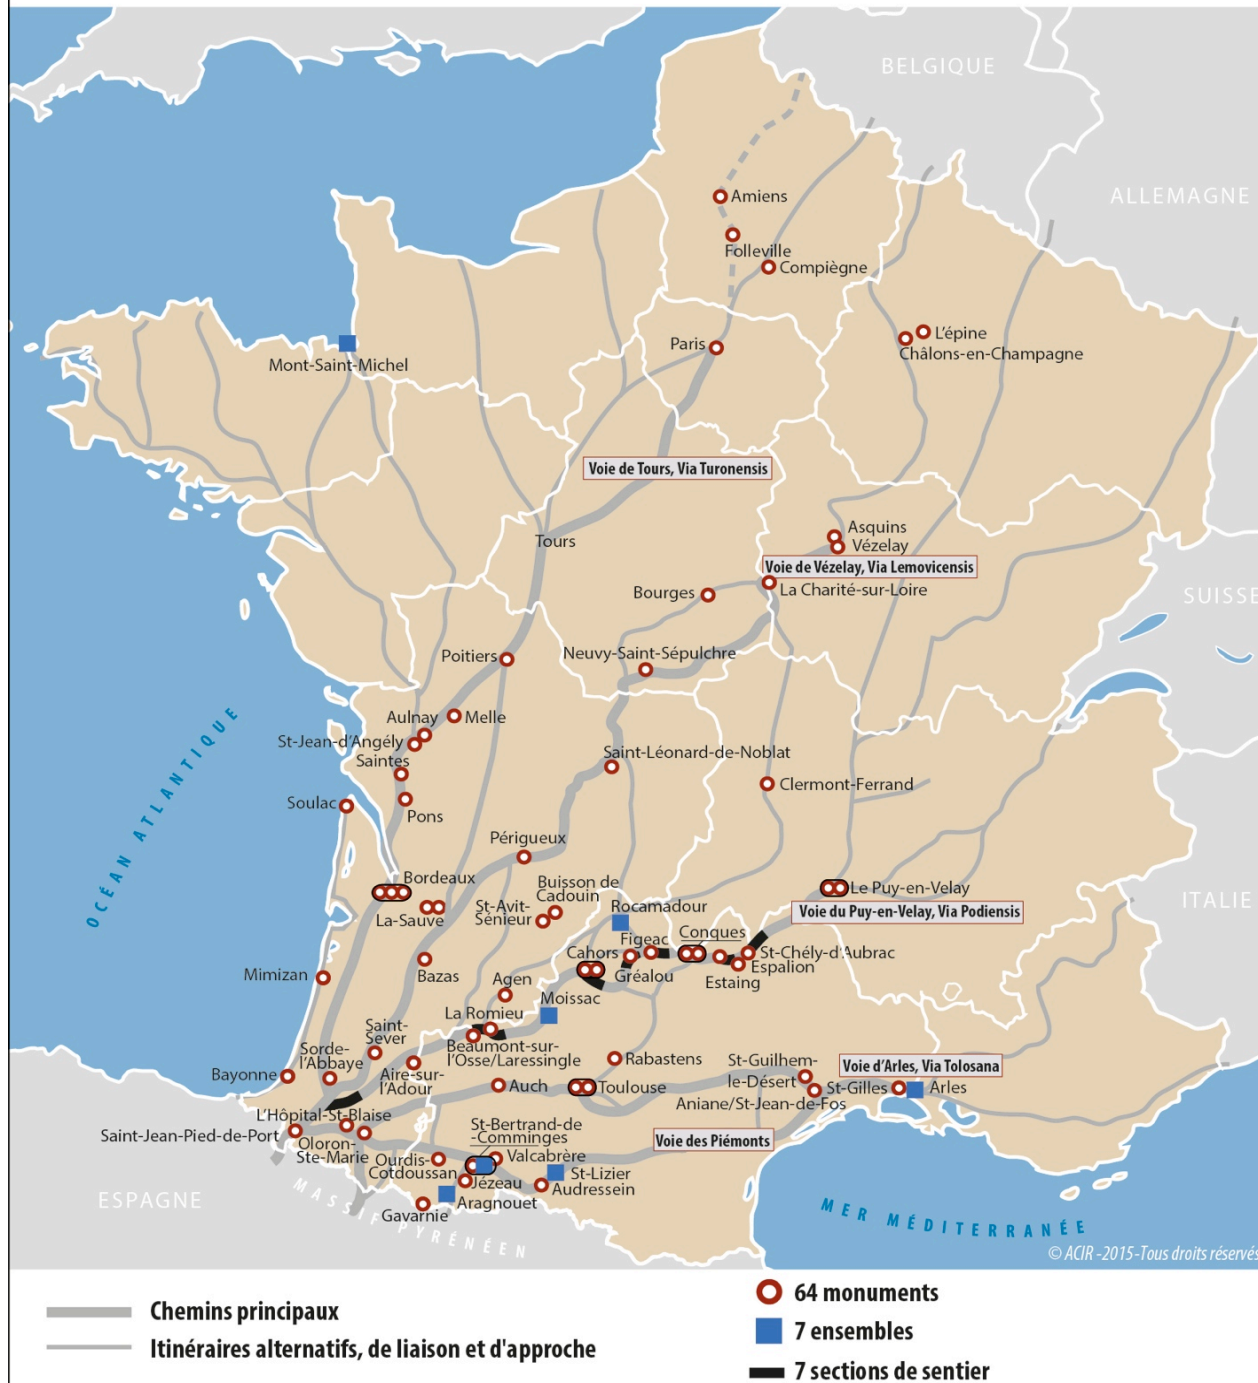 BELGIQUE
ALLEMAGNE
Amiens
Folleville
Compiègne
L'épine
Châlons-en-Champagne
Paris
Mont-Saint-Michel
Voie de Tours, Via Turonensis
Tours
Asquins
Vézelay
Voie de Vézelay, Via Lemovicensis
La Charité-sur-Loire
Bourges
SUISSE
Neuvy-Saint-Sépulchre
Poitiers
Aulnay
Melle
St-Jean-d'Angély
Saintes
Saint-Léonard-de-Noblat
OCÉAN ATLANTIQUE
Clermont-Ferrand
Soulac
Pons
Périgueux
Bordeaux
Buisson de
Cadouin
Le Puy-en-Velay
ITALIE
La-Sauve
St-Avit-
Sénieur
Rocamadour
Voie du Puy-en-Velay, Via Podiensis
Figeac
Conques
Cahors
Gréalou
St-Chély-d'Aubrac
Espalion
Estaing
Mimizan
Bazas
Agen
Moissac
La Romieu
Beaumont-sur-
l'Osse/Laressingle
Saint-
Sever
Sorde-
l'Abbaye
Bayonne
Aire-sur-
l'Adour
Rabastens
Auch
Toulouse
St-Guilhem-
le-Désert
Voie d'Arles, Via Tolosana
St-Gilles
Arles
Aniane/St-Jean-de-Fos
L'Hôpital-St-Blaise
Saint-Jean-Pied-de-Port
Oloron-
Ste-Marie
St-Bertrand-de
-Comminges
Voie des Piémonts
Ourdis-
Cotdoussan
Valcabrère
St-Lizier
Jézeau
Audressein
Aragnouet
Gavarnie
ESPAGNE
MASSIF PYRÉNÉEN
MER MÉDITERRANÉE
© ACIR -2015-Tous droits réservés
Chemins principaux
Itinéraires alternatifs, de liaison et d'approche
64 monuments
7 ensembles
7 sections de sentier